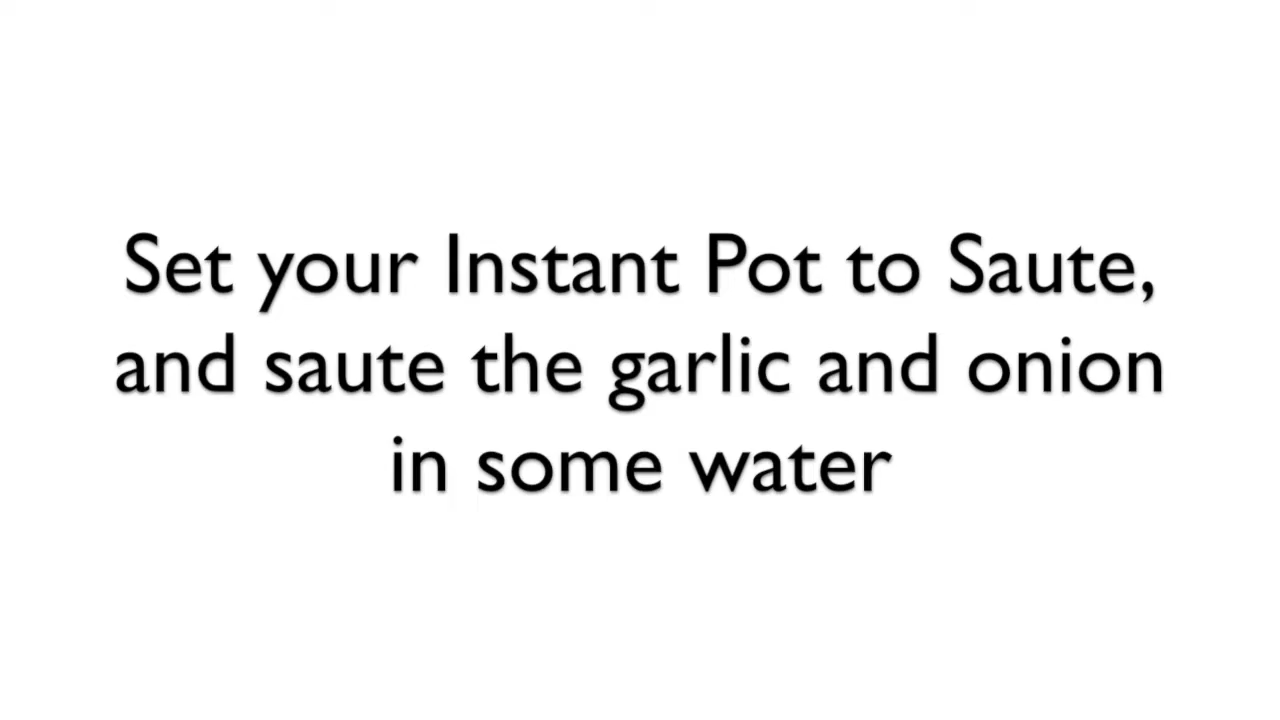 Set your Instant Pot to Saute,
and saute the garlic and onion
in some water